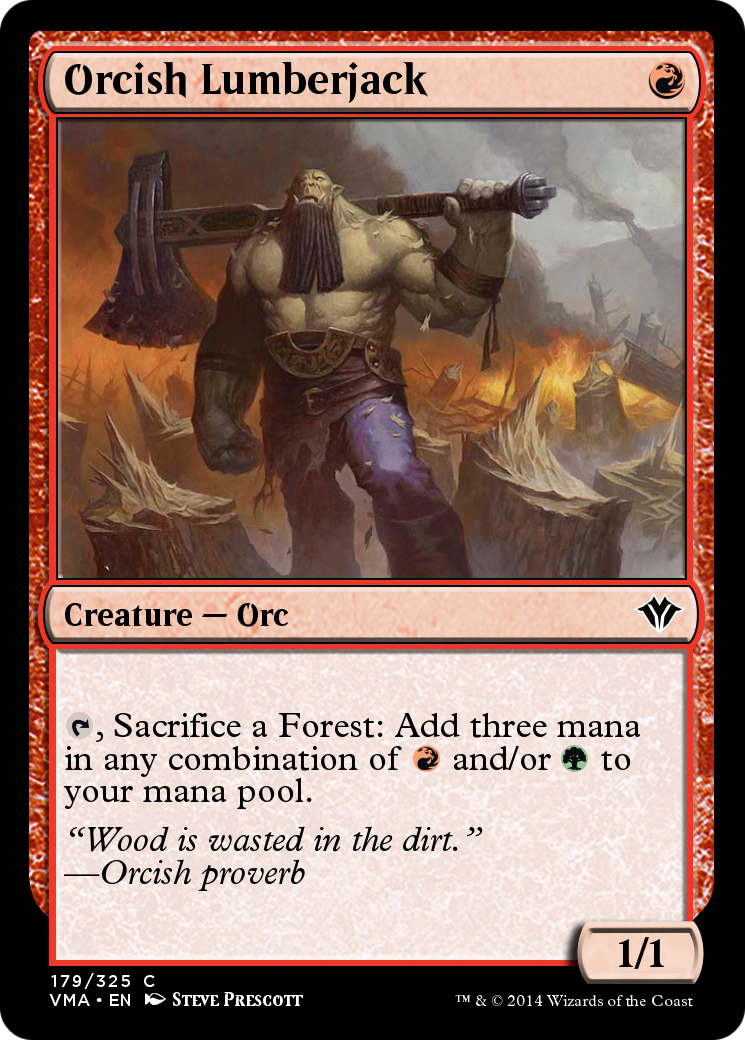 Orcish Lumberjack
Creature — Orc
, Sacrifice a Forest: Add three mana
in any combination of and/or to
your mana pool.
“Wood is wasted in the dirt.”
—Orcish proverb
1/1
179/325 C
VMA • EN Steve Prescott
™ & © 2014 Wizards of the Coast